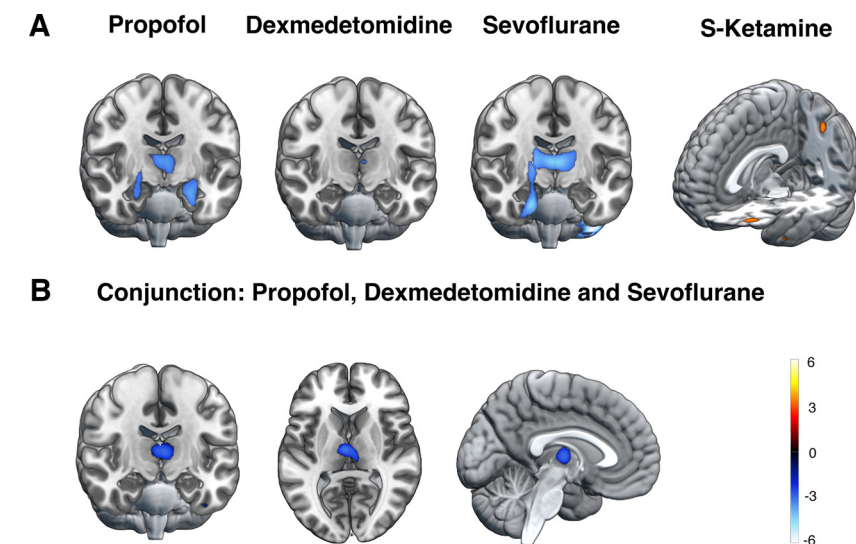 A
Propofol
Dexmedetomidine
Sevoflurane
S-Ketamine
B
Conjunction: Propofol, Dexmedetomidine and Sevoflurane
6
3
0
-3
-6